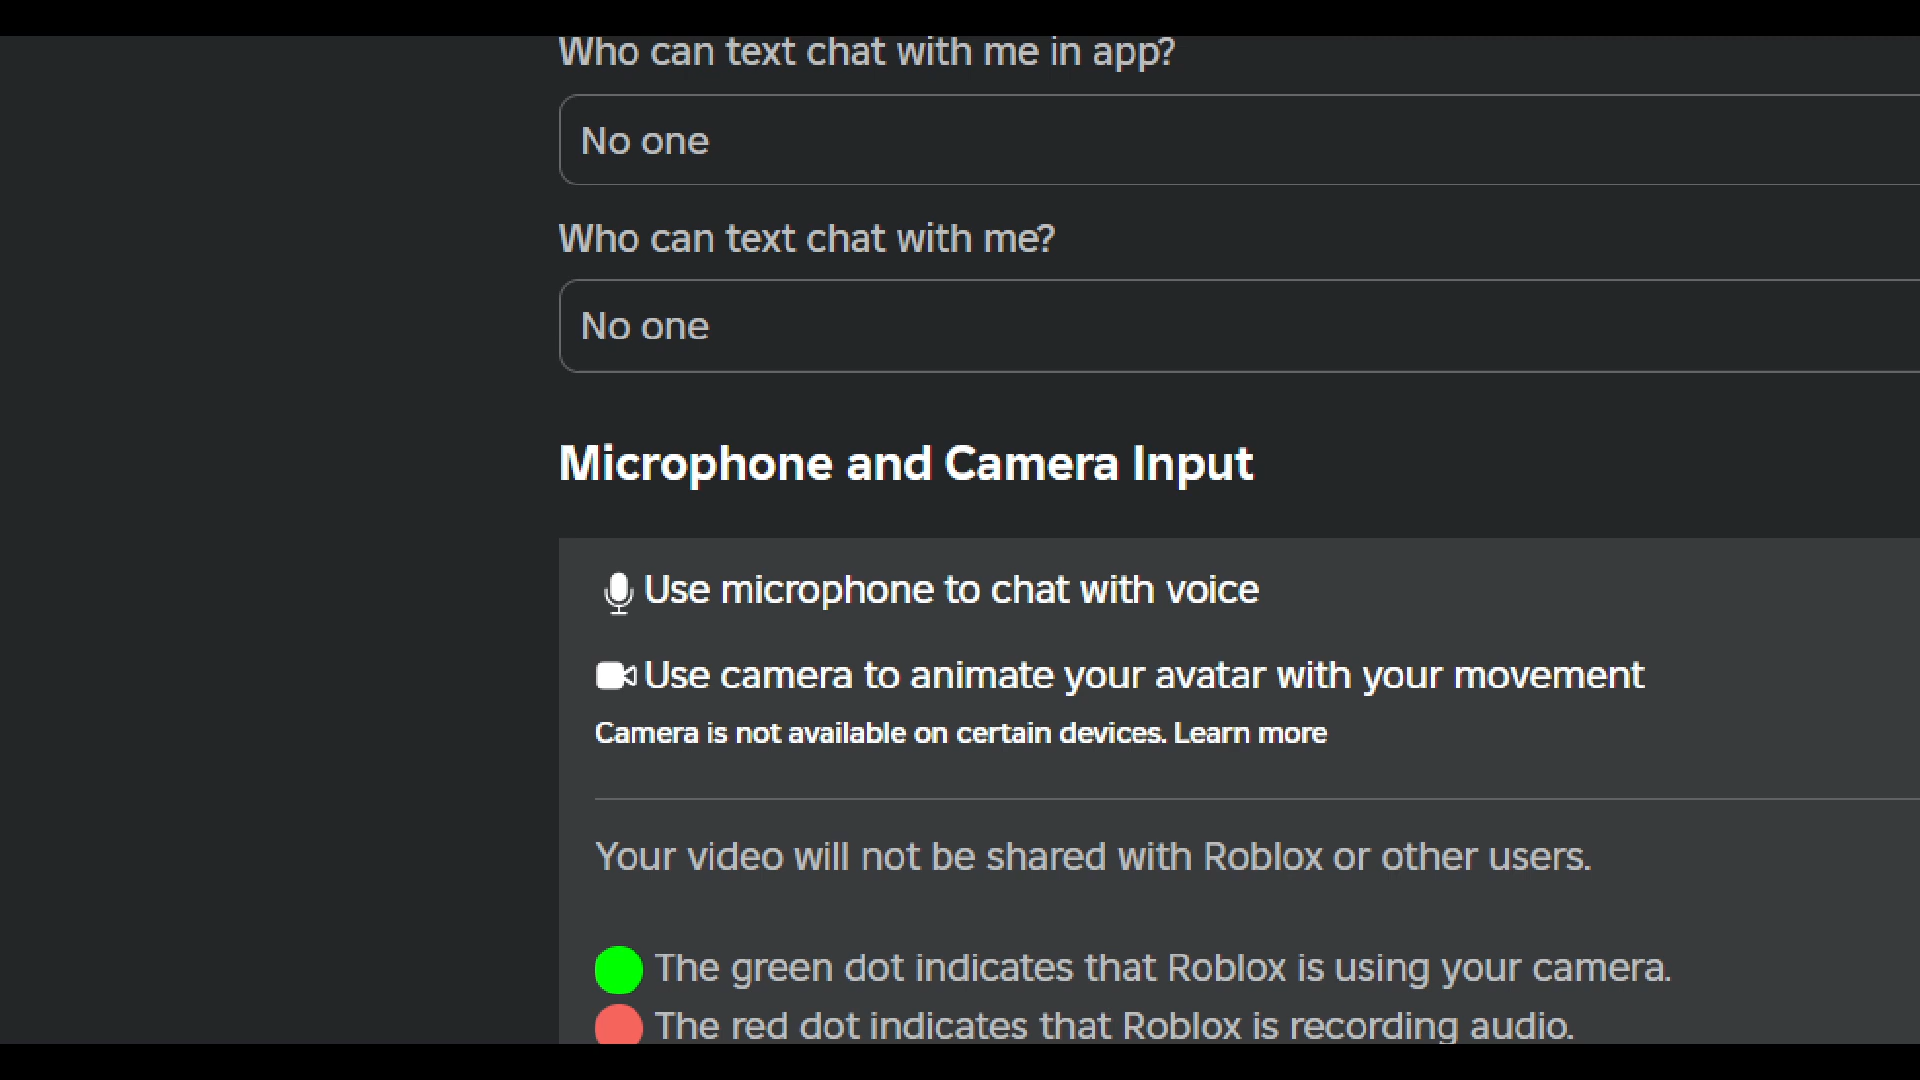 Who can text chat with me in app?
No one
Who can text chat with me?
No one
Microphone and Camera Input
Use microphone to chat with voice
Use camera to animate your avatar with your movement
Camera is not available on certain devices. Learn more
Your video will not be shared with Roblox or other users.
The green dot indicates that Roblox is using your camera.
The red dot indicates that Roblox is recording audio.